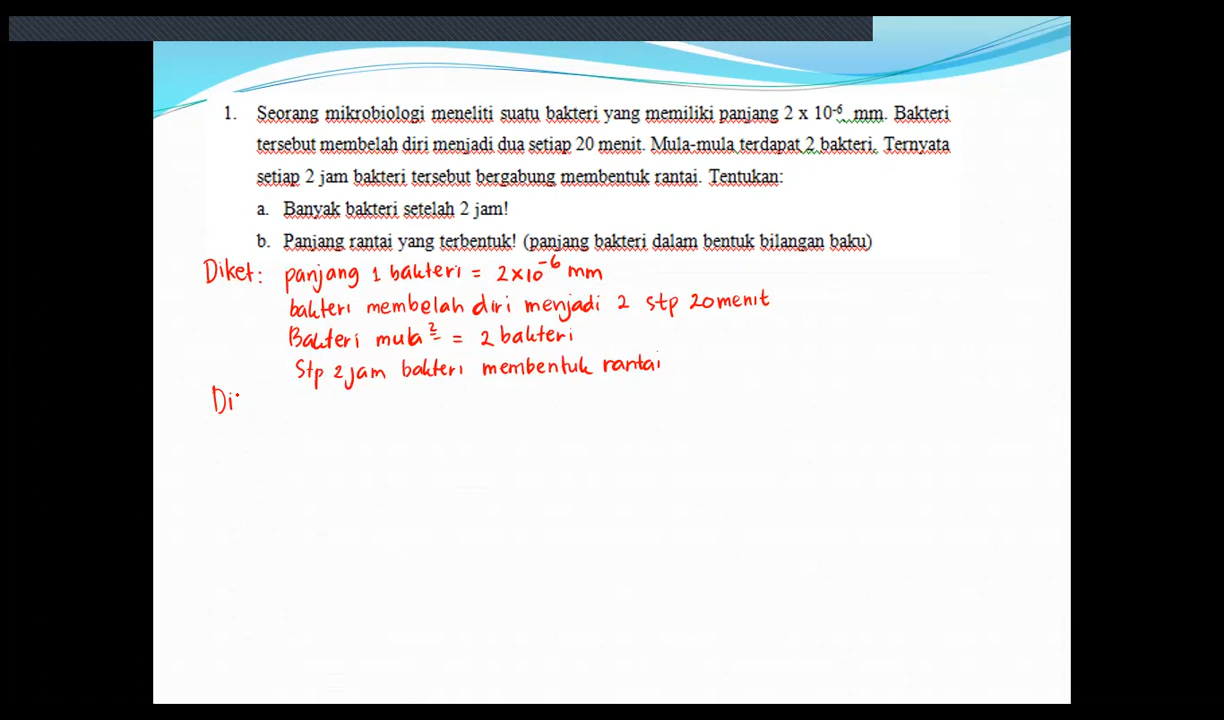 1. Seorang mikrobiologi meneliti suatu bakteri yang memiliki panjang 2 x 10⁻⁶ mm. Bakteri
tersebut membelah diri menjadi dua setiap 20 menit. Mula-mula terdapat 2 bakteri. Ternyata
setiap 2 jam bakteri tersebut bergabung membentuk rantai. Tentukan:
a. Banyak bakteri setelah 2 jam!
b. Panjang rantai yang terbentuk! (panjang bakteri dalam bentuk bilangan baku)
Diket: panjang 1 bakteri = 2x10⁻⁶ mm
bakteri membelah diri menjadi 2 stp 20menit
Bakteri mula² = 2 bakteri
Stp 2jam bakteri membentuk rantai
Di